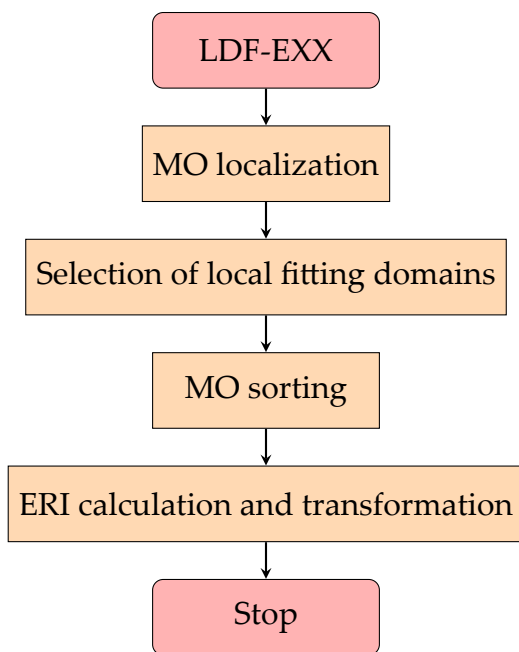 LDF-EXX
MO localization
Selection of local fitting domains
MO sorting
ERI calculation and transformation
Stop